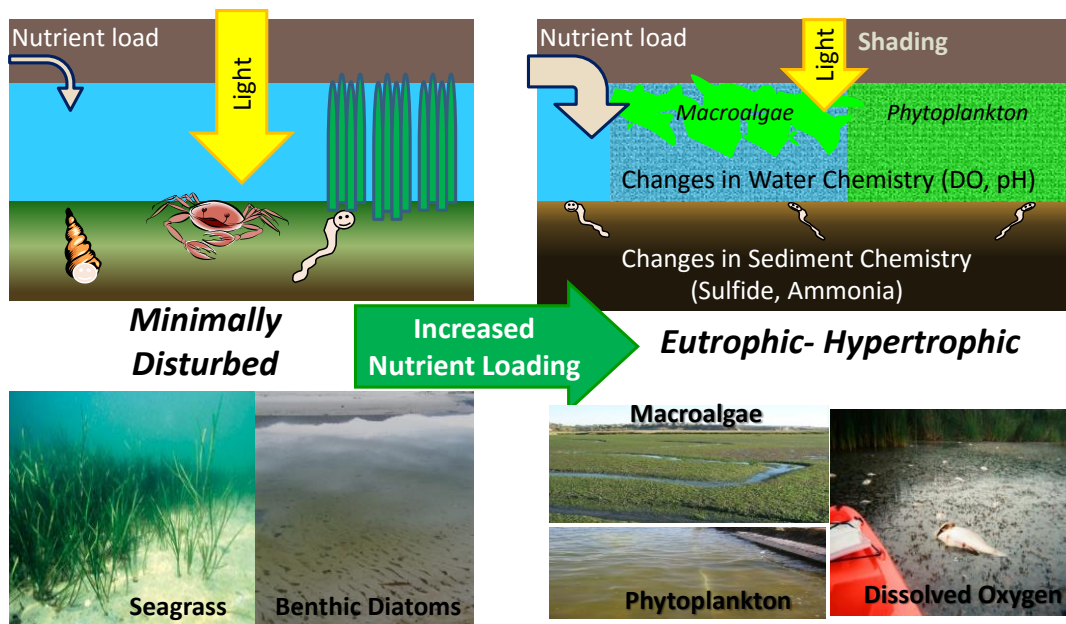 Nutrient load
Light
Nutrient load
Light
Shading
Macroalgae
Phytoplankton
Changes in Water Chemistry (DO, pH)
Changes in Sediment Chemistry
(Sulfide, Ammonia)
Minimally
Disturbed
Increased
Nutrient Loading
Eutrophic- Hypertrophic
Seagrass
Benthic Diatoms
Macroalgae
Phytoplankton
Dissolved Oxygen